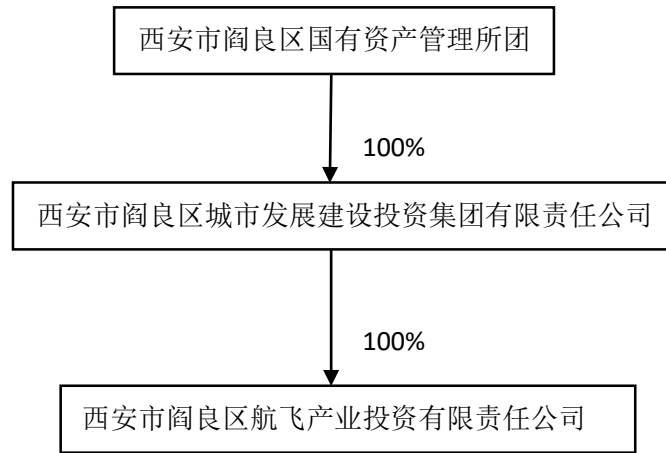 西安市阎良区国有资产管理所团
100%
西安市阎良区城市发展建设投资集团有限责任公司
100%
西安市阎良区航飞产业投资有限责任公司